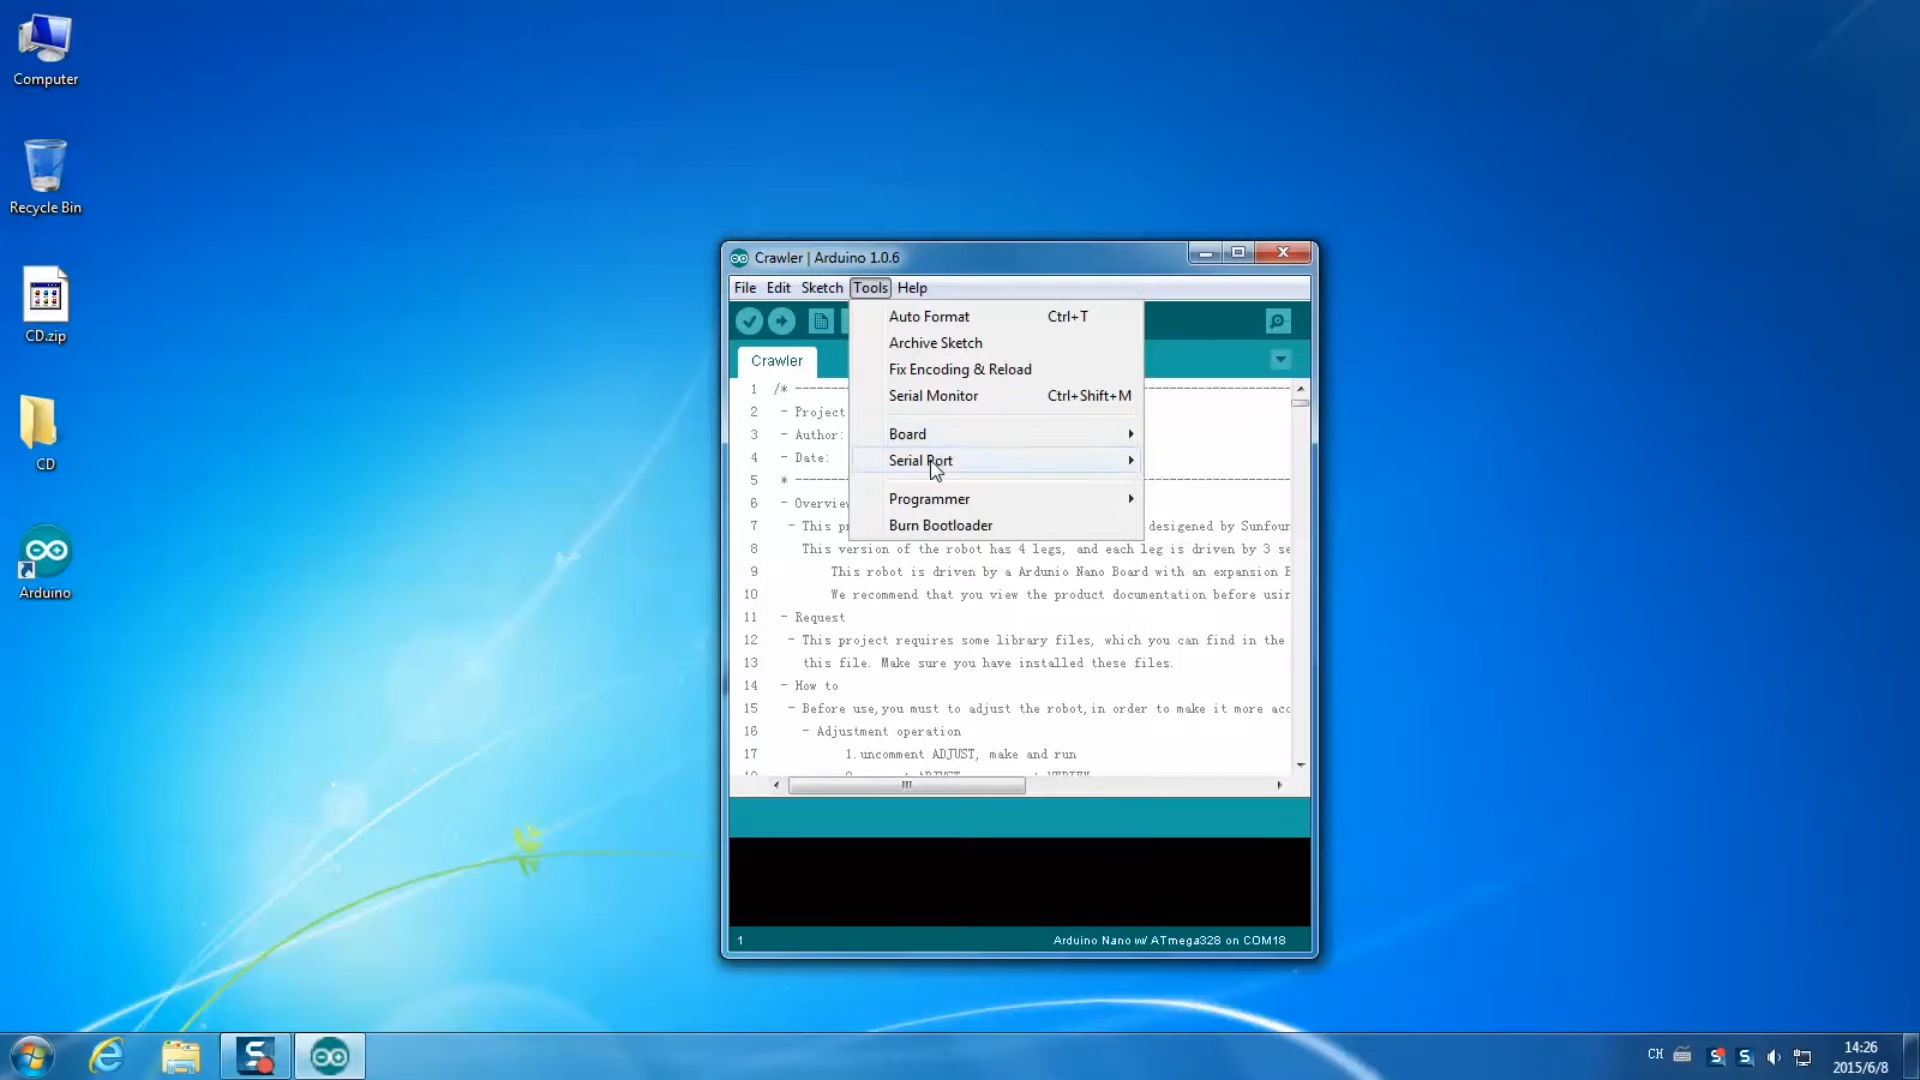 Computer
Recycle Bin
CD.zip
CD
Arduino
Crawler | Arduino 1.0.6
File Edit Sketch Tools Help
Auto Format Ctrl+T
Archive Sketch
Fix Encoding & Reload
Serial Monitor Ctrl+Shift+M
Board
Serial Port
Programmer
Burn Bootloader
Crawler
1 /* --------------------------------
2 - Project
3 - Author:
4 - Date:
5 * --------------------------------
6 - Overview
7 - This desigened by Sunfour
8 This version of the robot has 4 legs, and each leg is driven by 3 se
9 This robot is driven by a Ardunio Nano Board with an expansion B
10 We recommend that you view the product documentation before usin
11 - Request
12 - This project requires some library files, which you can find in the
13 this file. Make sure you have installed these files.
14 - How to
15 - Before use,you must to adjust the robot,in order to make it more acc
16 - Adjustment operation
17 1.uncomment ADJUST, make and run
1 Arduino Nano w/ ATmega328 on COM18
CH
14:26
2015/6/8